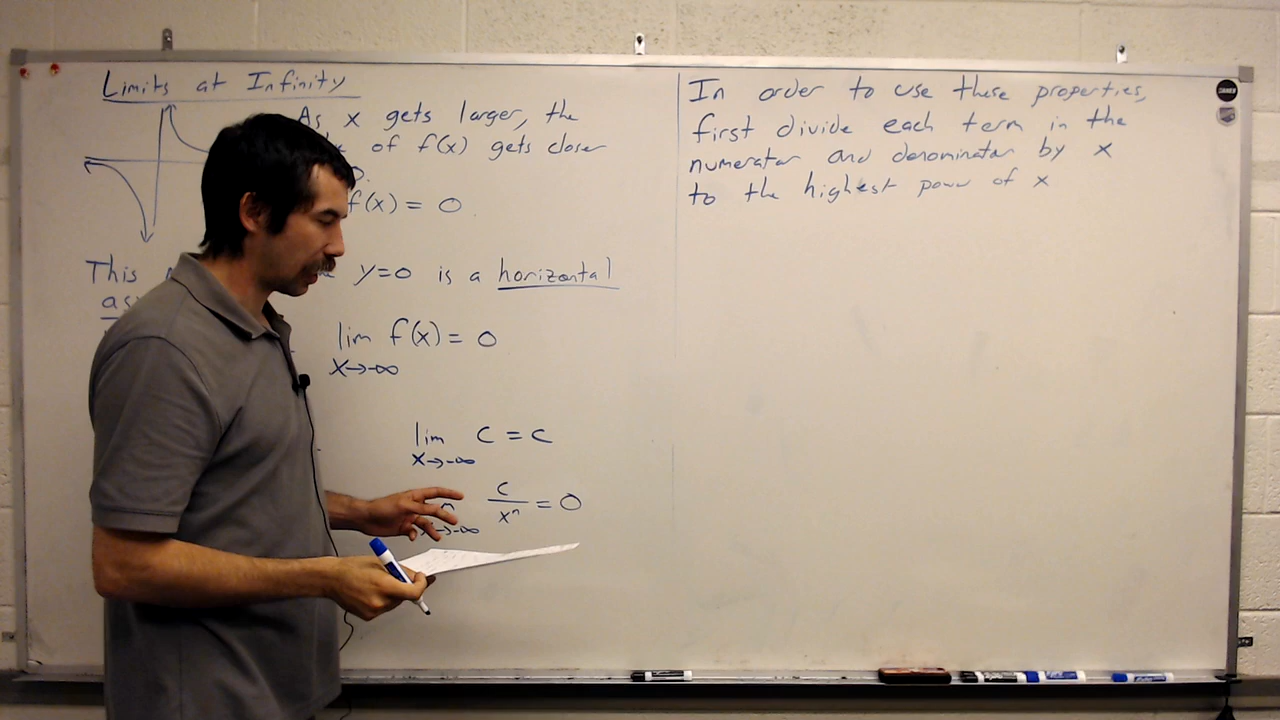 Limits at Infinity
As x gets larger, the
of f(x) gets closer
f(x) = 0
This y=0 is a horizontal
lim f(x) = 0
x→-∞
lim c = c
x→-∞
c/xⁿ = 0
→-∞
In order to use these properties,
first divide each term in the
numerator and denominator by x
to the highest power of x